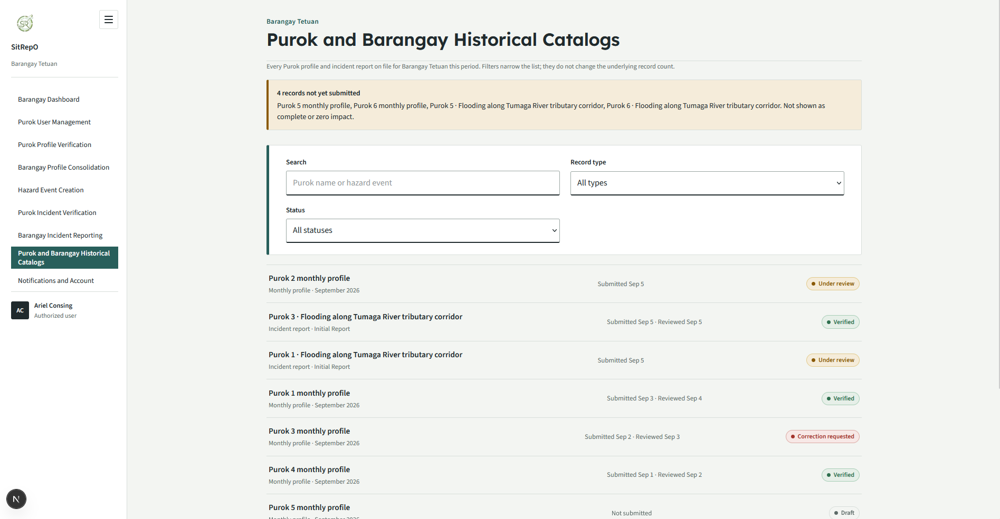 SitRepO
Barangay Tetuan
Barangay Dashboard
Purok User Management
Purok Profile Verification
Barangay Profile Consolidation
Hazard Event Creation
Purok Incident Verification
Barangay Incident Reporting
Purok and Barangay Historical
Catalogs
Notifications and Account
AC
Ariel Consing
Authorized user
N
Barangay Tetuan
Purok and Barangay Historical Catalogs
Every Purok profile and incident report on file for Barangay Tetuan this period. Filters narrow the list; they do not change the underlying record count.
4 records not yet submitted
Purok 5 monthly profile, Purok 6 monthly profile, Purok 5 · Flooding along Tumaga River tributary corridor, Purok 6 · Flooding along Tumaga River tributary corridor. Not shown as
complete or zero impact.
Search
Purok name or hazard event
Record type
All types
Status
All statuses
Purok 2 monthly profile
Monthly profile · September 2026
Submitted Sep 5
Under review
Purok 3 · Flooding along Tumaga River tributary corridor
Incident report · Initial Report
Submitted Sep 5 · Reviewed Sep 5
Verified
Purok 1 · Flooding along Tumaga River tributary corridor
Incident report · Initial Report
Submitted Sep 5
Under review
Purok 1 monthly profile
Monthly profile · September 2026
Submitted Sep 3 · Reviewed Sep 4
Verified
Purok 3 monthly profile
Monthly profile · September 2026
Submitted Sep 2 · Reviewed Sep 3
Correction requested
Purok 4 monthly profile
Monthly profile · September 2026
Submitted Sep 1 · Reviewed Sep 2
Verified
Purok 5 monthly profile
Not submitted
Draft